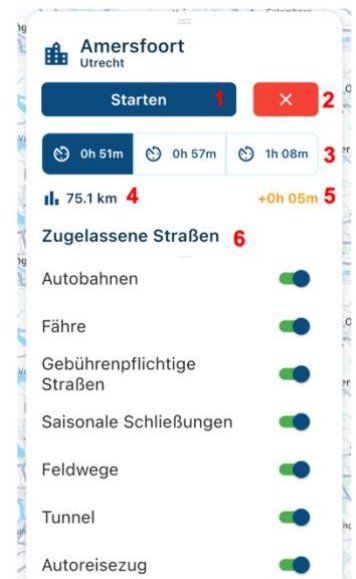 Amersfoort
Utrecht
Starten 1 × 2
0h 51m 0h 57m 1h 08m 3
75.1 km 4 +0h 05m 5
Zugelassene Straßen 6
Autobahnen
Fähre
Gebührenpflichtige
Straßen
Saisonale Schließungen
Feldwege
Tunnel
Autoreisezug